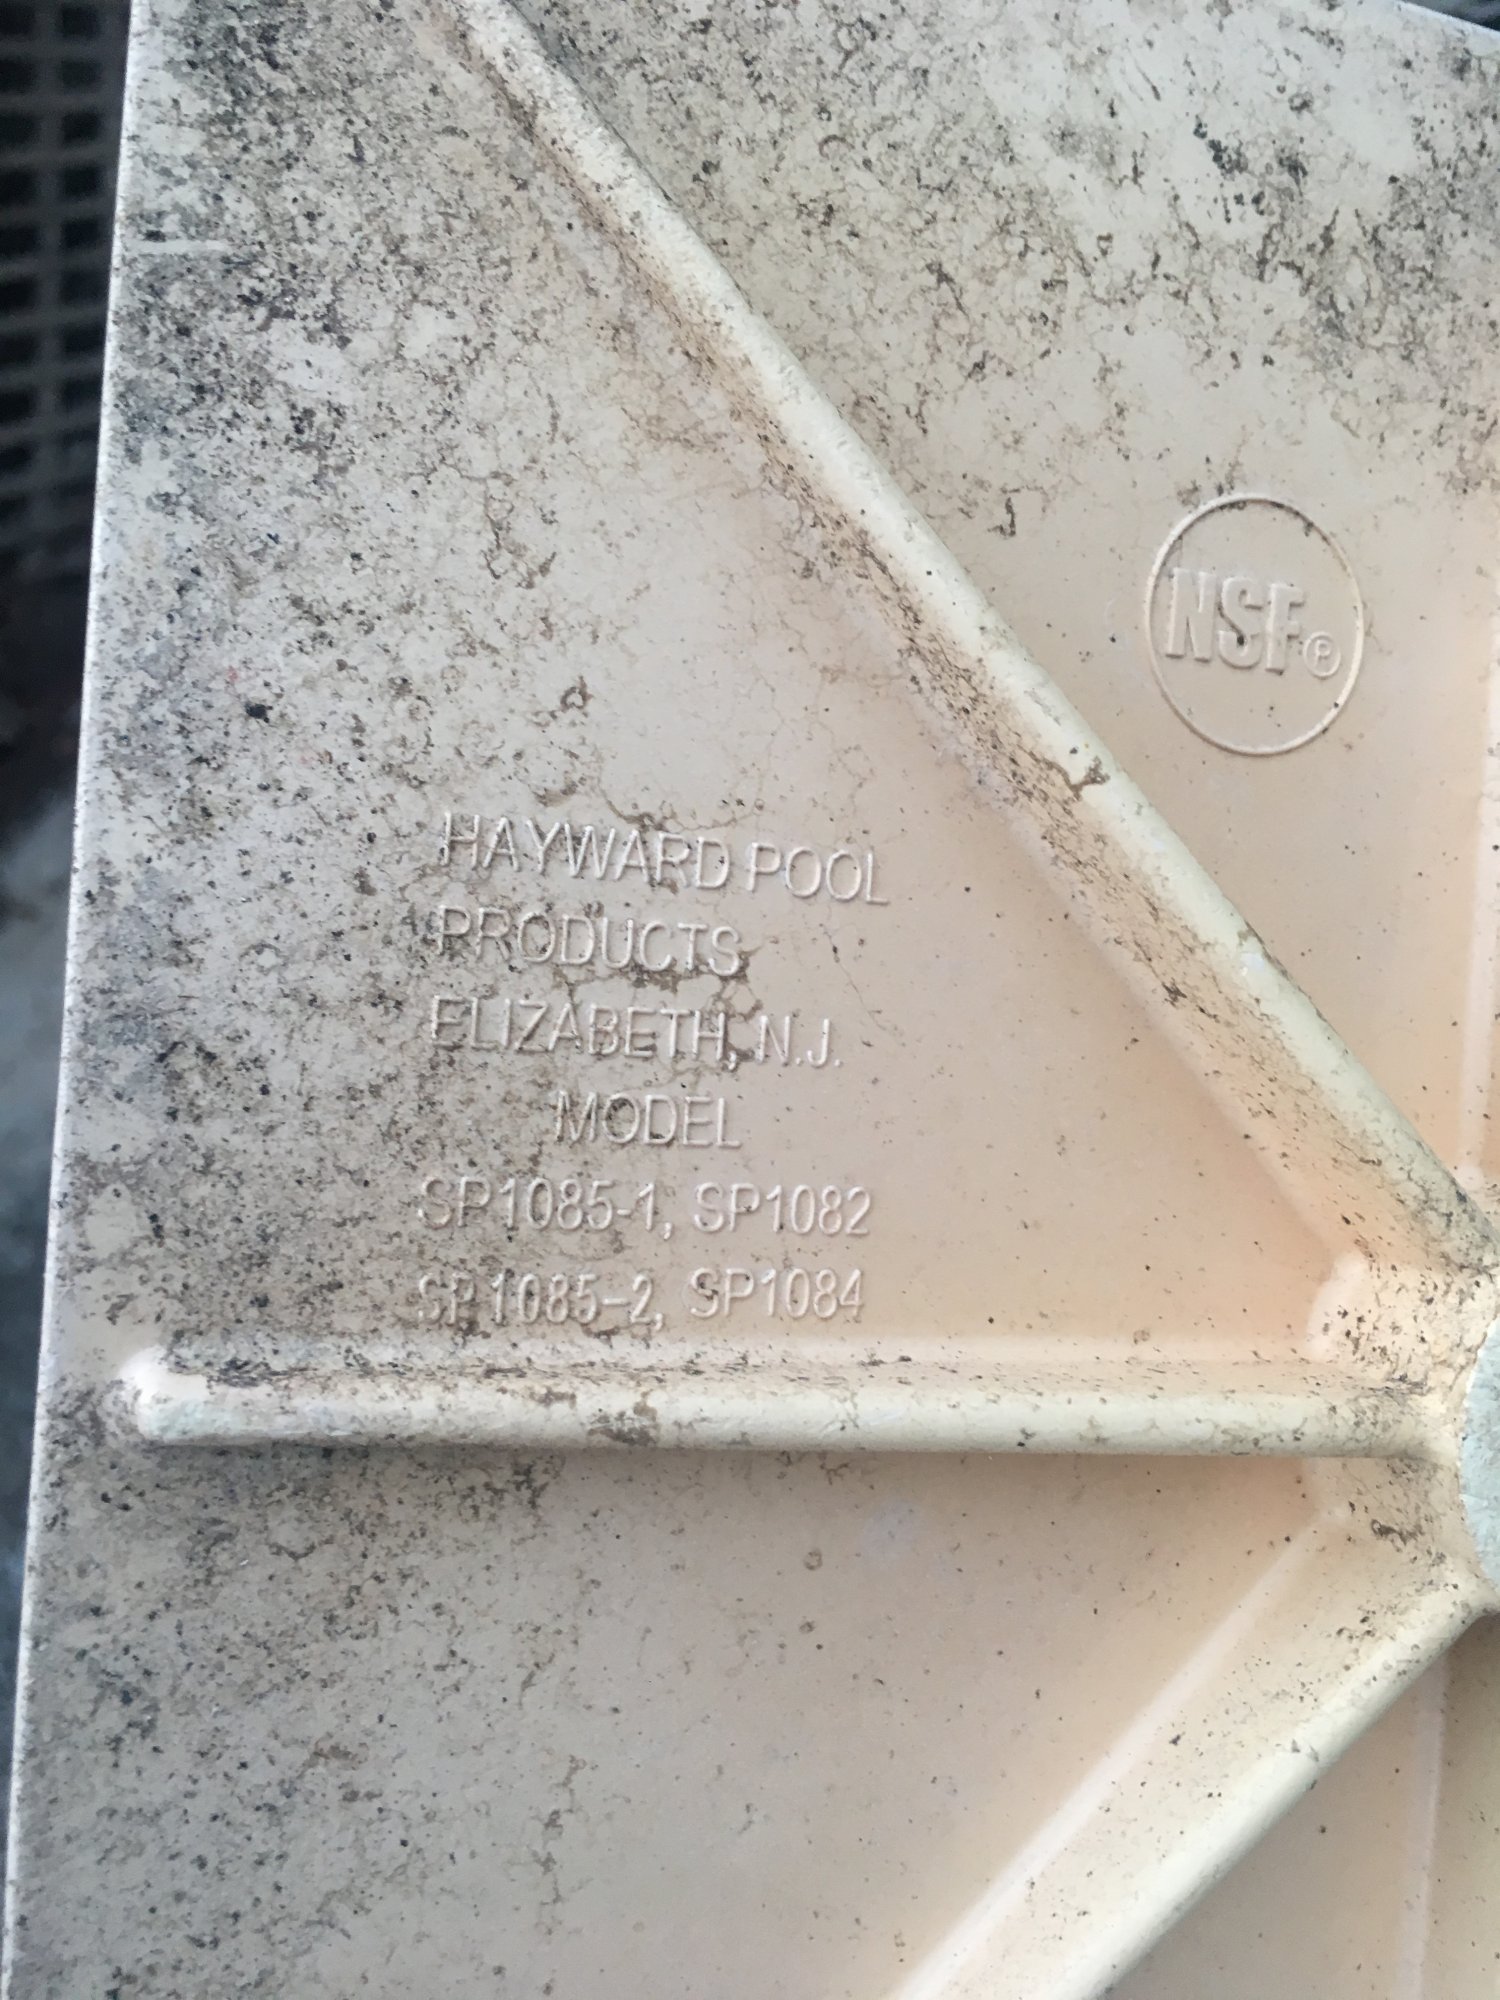 NSF®
HAYWARD POOL
PRODUCTS
ELIZABETH, N.J.
MODEL
SP1085-1, SP1082
SP1085-2, SP1084